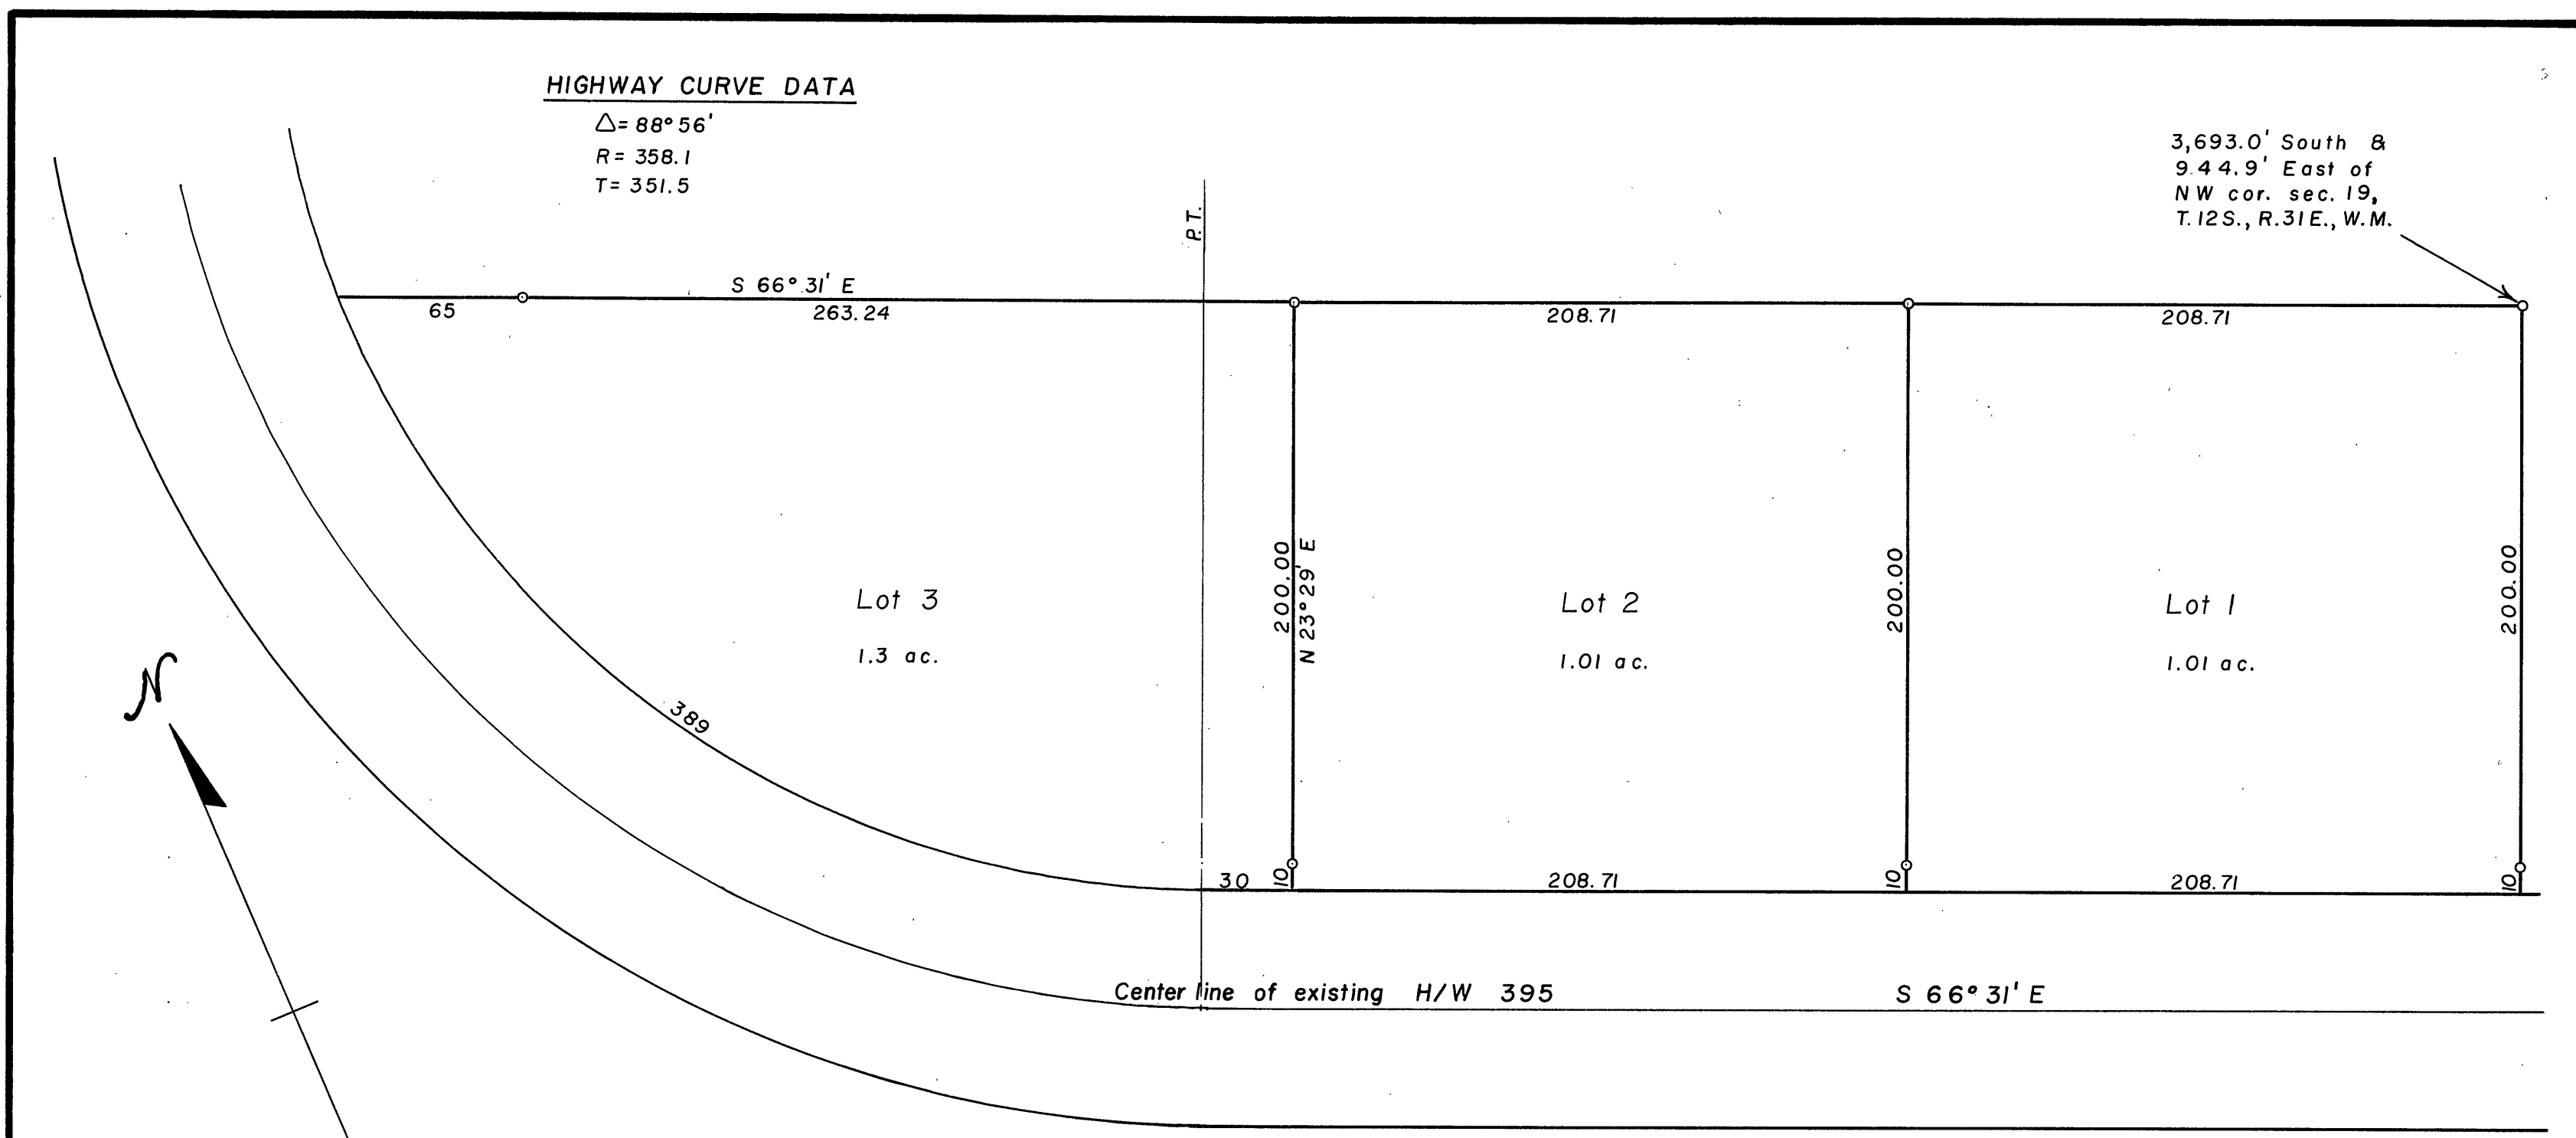 HIGHWAY CURVE DATA
△= 88°56'
R= 358.1
T= 351.5
3,693.0' South &
9.44.9' East of
NW cor. sec. 19,
T.12S., R.31E., W.M.
P.T.
S 66°31' E
65
263.24
208.71
208.71
200.00
N 23°29' E
200.00
200.00
Lot 3
1.3 ac.
Lot 2
1.01 ac.
Lot 1
1.01 ac.
N
389
30
10
208.71
10
208.71
10
Center line of existing H/W 395
S 66°31' E